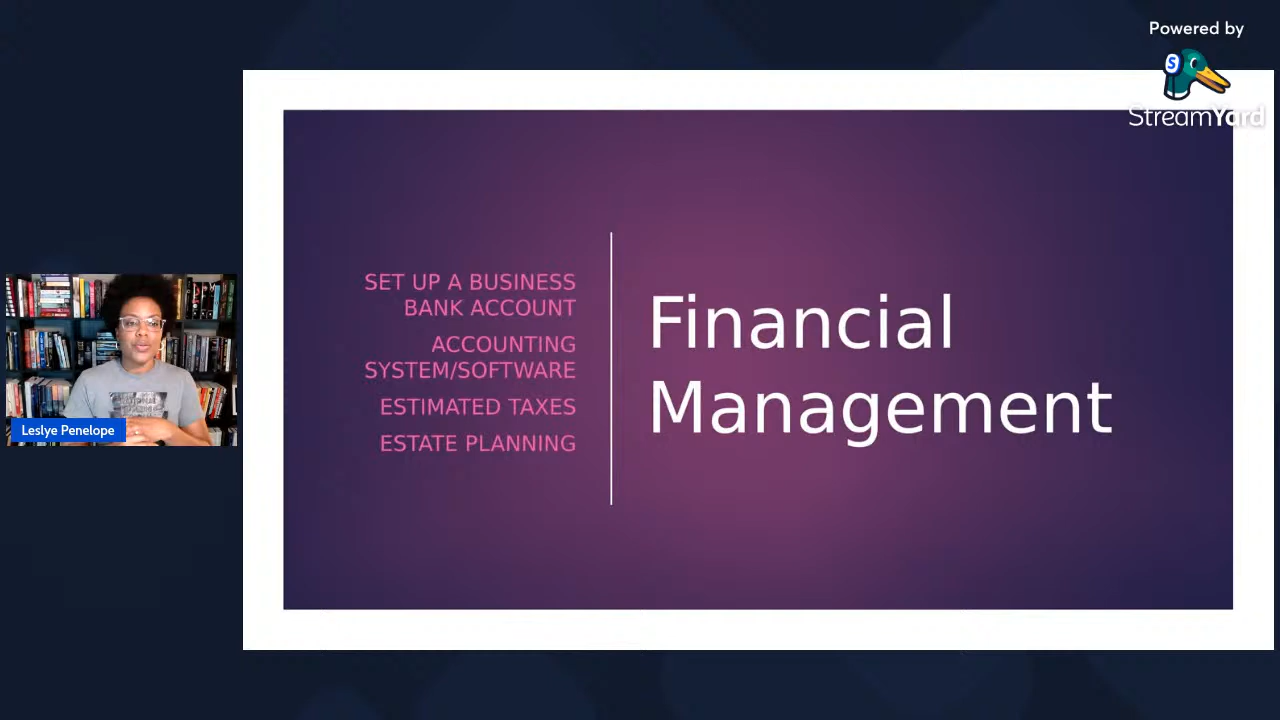 Powered by
S
StreamYard
SET UP A BUSINESS
BANK ACCOUNT
ACCOUNTING
SYSTEM/SOFTWARE
ESTIMATED TAXES
ESTATE PLANNING
Financial
Management
Leslye Penelope